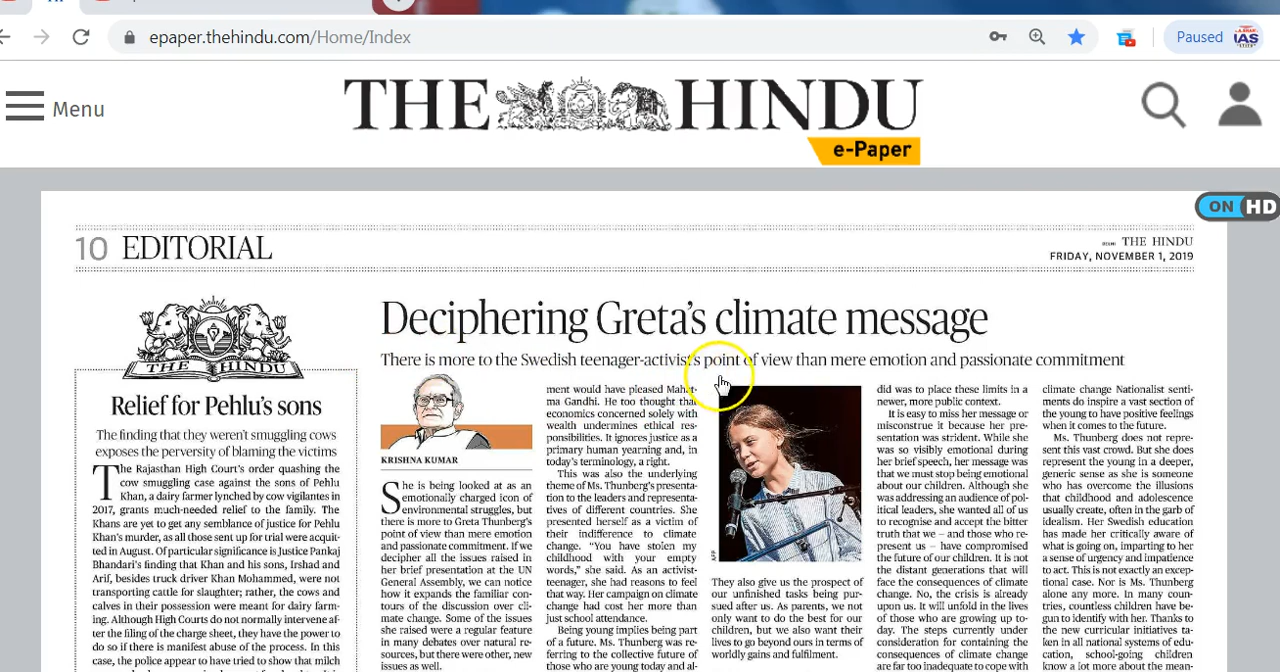 epaper.thehindu.com/Home/Index
Paused
IAS
Menu
THE HINDU
e-Paper
ON HD
10 EDITORIAL
DELHI THE HINDU
FRIDAY, NOVEMBER 1, 2019
THE HINDU
Relief for Pehlu's sons
The finding that they weren't smuggling cows
exposes the perversity of blaming the victims
The Rajasthan High Court's order quashing the
cow smuggling case against the sons of Pehlu
Khan, a dairy farmer lynched by cow vigilantes in
2017, grants much-needed relief to the family. The
Khans are yet to get any semblance of justice for Pehlu
Khan's murder, as all those sent up for trial were acquit-
ted in August. Of particular significance is Justice Pankaj
Bhandari's finding that Khan and his sons, Irshad and
Arif, besides truck driver Khan Mohammed, were not
transporting cattle for slaughter; rather, the cows and
calves in their possession were meant for dairy farm-
ing. Although High Courts do not normally intervene af-
ter the filing of the charge sheet, they have the power to
do so if there is manifest abuse of the process. In this
case, the police appear to have tried to show that milch
Deciphering Greta's climate message
There is more to the Swedish teenager-activist's point of view than mere emotion and passionate commitment
KRISHNA KUMAR
She is being looked at as an
emotionally charged icon of
environmental struggles, but
there is more to Greta Thunberg's
point of view than mere emotion
and passionate commitment. If we
decipher all the issues raised in
her brief presentation at the UN
General Assembly, we can notice
how it expands the familiar con-
tours of the discussion over cli-
mate change. Some of the issues
she raised were a regular feature
in many debates over natural re-
sources, but there were other, new
issues as well.
ment would have pleased Mahat-
ma Gandhi. He too thought that
economics concerned solely with
wealth undermines ethical res-
ponsibilities. It ignores justice as a
primary human yearning and, in
today's terminology, a right.
This was also the underlying
theme of Ms. Thunberg's presenta-
tion to the leaders and representa-
tives of different countries. She
presented herself as a victim of
their indifference to climate
change. "You have stolen my
childhood with your empty
words," she said. As an activist-
teenager, she had reasons to feel
that way. Her campaign on climate
change had cost her more than
just school attendance.
Being young implies being part
of a future. Ms. Thunberg was re-
ferring to the collective future of
those who are young today and al-
AFP
They also give us the prospect of
our unfinished tasks being pur-
sued after us. As parents, we not
only want to do the best for our
children, but we also want their
lives to go beyond ours in terms of
worldly gains and fulfilment.
did was to place these limits in a
newer, more public context.
It is easy to miss her message or
misconstrue it because her pre-
sentation was strident. While she
was so visibly emotional during
her brief speech, her message was
that we must stop being emotional
about our children. Although she
was addressing an audience of pol-
itical leaders, she wanted all of us
to recognise and accept the bitter
truth that we – and those who re-
present us – have compromised
the future of our children. It is not
the distant generations that will
face the consequences of climate
change. No, the crisis is already
upon us. It will unfold in the lives
of those who are growing up to-
day. The steps currently under
consideration for containing the
consequences of climate change
are far too inadequate to cope with
climate change Nationalist senti-
ments do inspire a vast section of
the young to have positive feelings
when it comes to the future.
Ms. Thunberg does not repre-
sent this vast crowd. But she does
represent the young in a deeper,
generic sense as she is someone
who has overcome the illusions
that childhood and adolescence
usually create, often in the garb of
idealism. Her Swedish education
has made her critically aware of
what is going on, imparting to her
a sense of urgency and impatience
to act. This is not exactly an excep-
tional case. Nor is Ms. Thunberg
alone any more. In many coun-
tries, countless children have be-
gun to identify with her. Thanks to
the new curricular initiatives ta-
ken in all national systems of edu-
cation, school-going children
know a lot more about the mean-